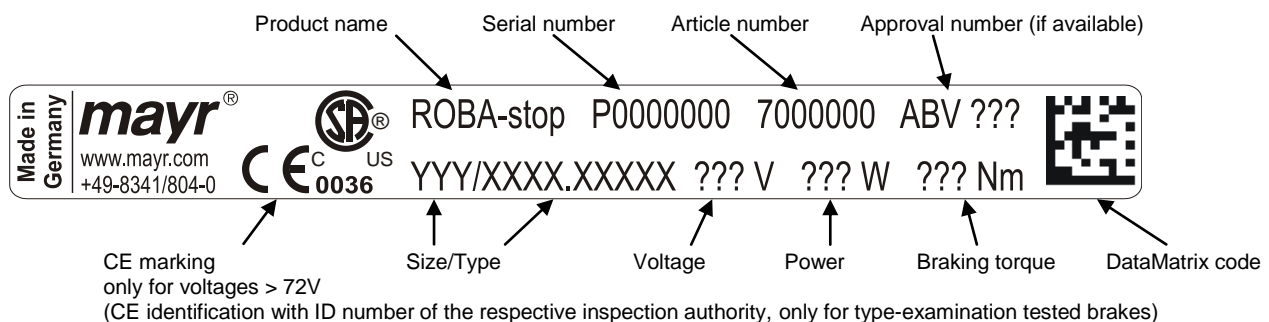 Product name Serial number Article number Approval number (if available)
Made in Germany
mayr®
www.mayr.com
+49-8341/804-0
CE 0036
C SA® US
ROBA-stop P0000000 7000000 ABV ???
YYY/XXXX.XXXXX ??? V ??? W ??? Nm
CE marking Size/Type Voltage Power Braking torque DataMatrix code
only for voltages > 72V
(CE identification with ID number of the respective inspection authority, only for type-examination tested brakes)